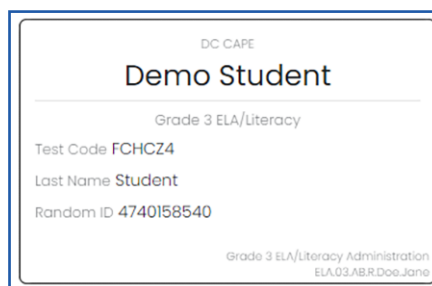 DC CAPE
Demo Student
Grade 3 ELA/Literacy
Test Code FCHCZ4
Last Name Student
Random ID 4740158540
Grade 3 ELA/Literacy Administration
ELA.03.AB.R.Doe.Jane